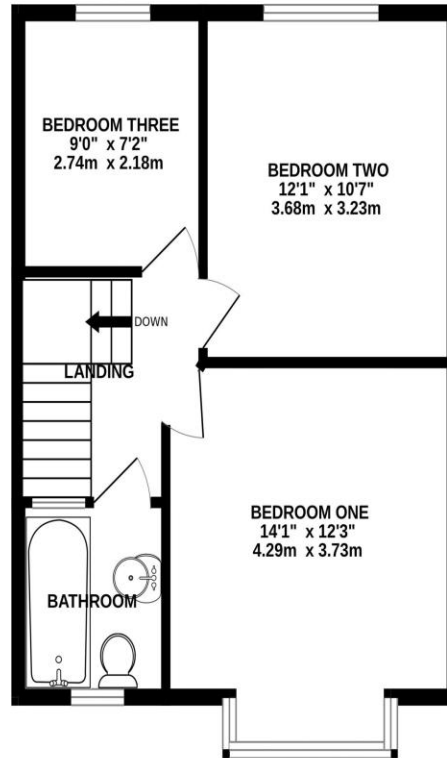 BEDROOM THREE
9'0" x 7'2"
2.74m x 2.18m
BEDROOM TWO
12'1" x 10'7"
3.68m x 3.23m
DOWN
LANDING
BEDROOM ONE
14'1" x 12'3"
4.29m x 3.73m
BATHROOM